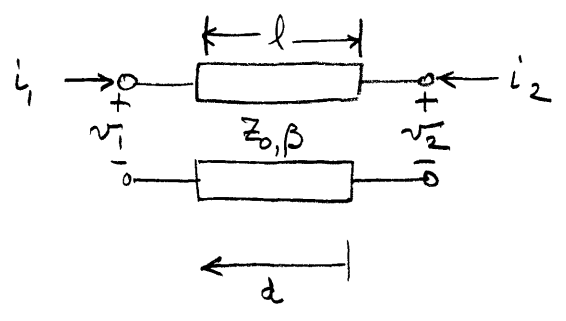 l
i₁ i₂
+ +
v₁ Z₀, β v₂
- -
d